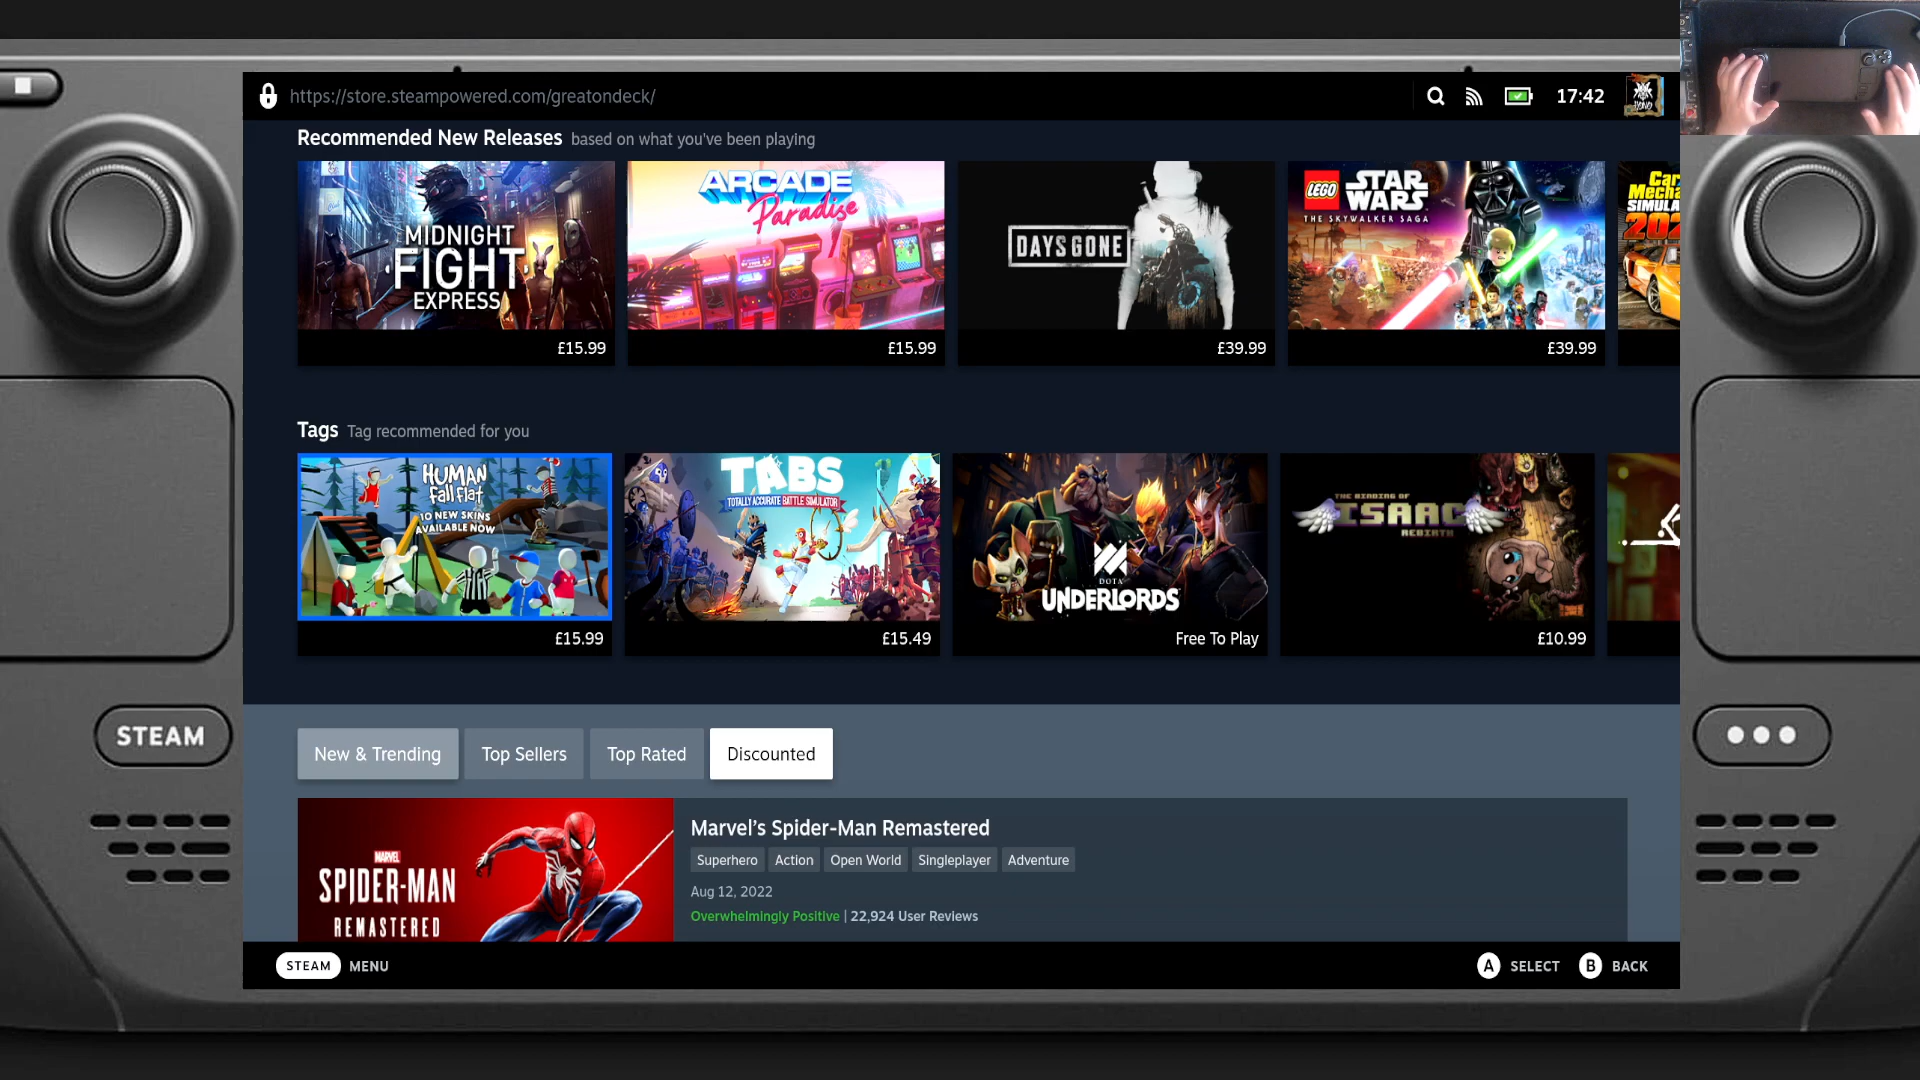 https://store.steampowered.com/greatondeck/
17:42
Recommended New Releases based on what you've been playing
MIDNIGHT
FIGHT
EXPRESS
ARCADE
Paradise
DAYS GONE
LEGO STAR WARS
THE SKYWALKER SAGA
Car
Mecha
SIMULA
202
£15.99
£15.99
£39.99
£39.99
Tags Tag recommended for you
HUMAN
fall flat
10 NEW SKINS
AVAILABLE NOW
TABS
TOTALLY ACCURATE BATTLE SIMULATOR
DOTA
UNDERLORDS
THE BINDING OF
ISAAC
REBIRTH
£15.99
£15.49
Free To Play
£10.99
STEAM
New & Trending
Top Sellers
Top Rated
Discounted
MARVEL
SPIDER-MAN
REMASTERED
Marvel's Spider-Man Remastered
Superhero
Action
Open World
Singleplayer
Adventure
Aug 12, 2022
Overwhelmingly Positive | 22,924 User Reviews
STEAM MENU
A SELECT
B BACK